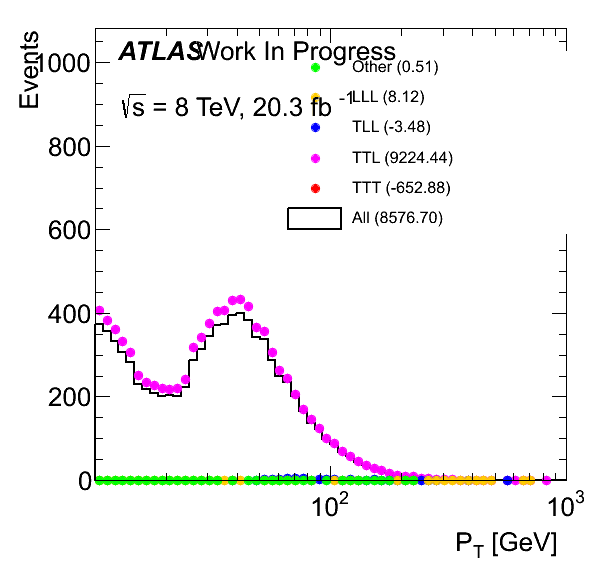 ATLAS Work In Progress
√s = 8 TeV, 20.3 fb -1
Other (0.51)
LLL (8.12)
TLL (-3.48)
TTL (9224.44)
TTT (-652.88)
All (8576.70)
Events
1000
800
600
400
200
0
10²
10³
P_T [GeV]